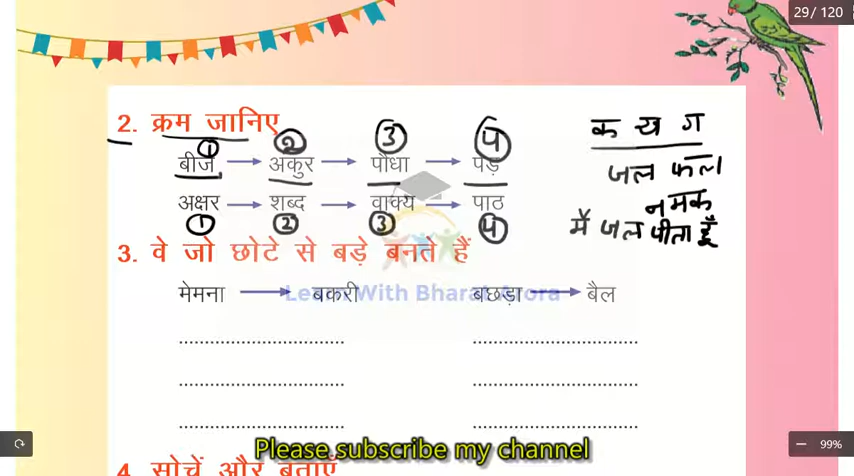 29 / 120
2. क्रम जानिए
① ② ③ ④
बीज → अंकुर → पौधा → पेड़
अक्षर → शब्द → वाक्य → पाठ
① ② ③ ④
क ख ग
जल फल
नमक
मैं जल पीता हूँ
3. वे जो छोटे से बड़े बनते हैं
मेमना → बकरी बछड़ा → बैल
Learn With Bharat Arora
................................. .................................
................................. .................................
................................. .................................
Please subscribe my channel
4. सोचें और बताएँ
99%